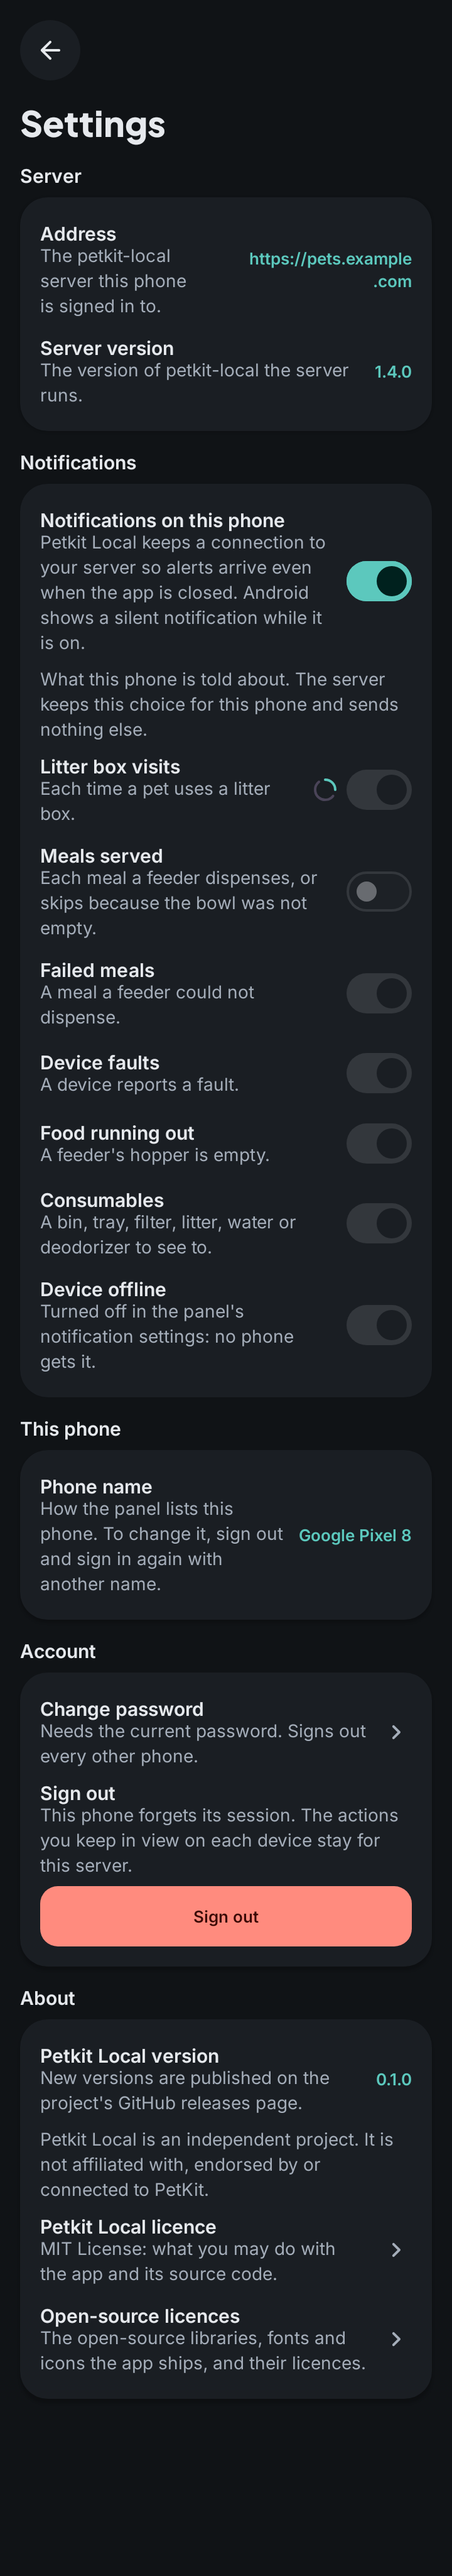 Settings
Server
Address
The petkit-local
server this phone
is signed in to.
https://pets.example
.com
Server version
The version of petkit-local the server
runs.
1.4.0
Notifications
Notifications on this phone
Petkit Local keeps a connection to
your server so alerts arrive even
when the app is closed. Android
shows a silent notification while it
is on.
What this phone is told about. The server
keeps this choice for this phone and sends
nothing else.
Litter box visits
Each time a pet uses a litter
box.
Meals served
Each meal a feeder dispenses, or
skips because the bowl was not
empty.
Failed meals
A meal a feeder could not
dispense.
Device faults
A device reports a fault.
Food running out
A feeder's hopper is empty.
Consumables
A bin, tray, filter, litter, water or
deodorizer to see to.
Device offline
Turned off in the panel's
notification settings: no phone
gets it.
This phone
Phone name
How the panel lists this
phone. To change it, sign out
and sign in again with
another name.
Google Pixel 8
Account
Change password
Needs the current password. Signs out
every other phone.
Sign out
This phone forgets its session. The actions
you keep in view on each device stay for
this server.
Sign out
About
Petkit Local version
New versions are published on the
project's GitHub releases page.
0.1.0
Petkit Local is an independent project. It is
not affiliated with, endorsed by or
connected to PetKit.
Petkit Local licence
MIT License: what you may do with
the app and its source code.
Open-source licences
The open-source libraries, fonts and
icons the app ships, and their licences.